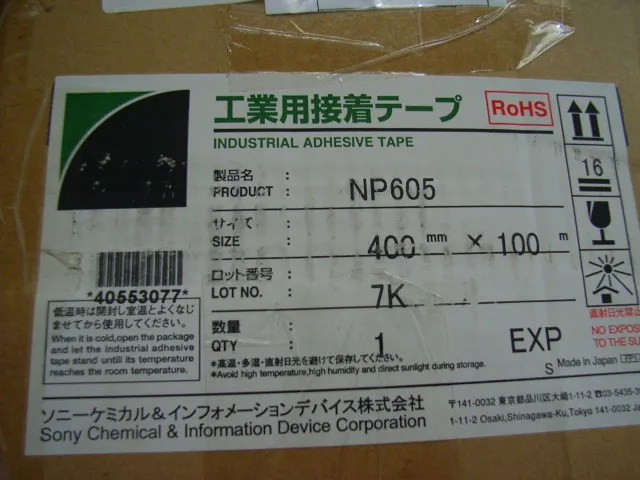 工業用接着テープ
RoHS
INDUSTRIAL ADHESIVE TAPE
製品名 :
PRODUCT : NP605
サイズ :
SIZE : 400 mm × 100 m
ロット番号 :
LOT NO. : 7K
数量 :
QTY : 1 EXP
*高温・多湿・直射日光を避けて保存してください。
*Avoid high temperature, high humidity and direct sunlight during storage.
S Made in Japan
16
直射日光禁止
NO EXPOS
TO THE SU
*40553077*
低温時は開封し室温とよくなじ
ませてから使用してください。
When it is cold,open the package
and let the industrial adhesive
tape stand until its temperature
reaches the room temperature.
ソニーケミカル&インフォメーションデバイス株式会社
Sony Chemical & Information Device Corporation
〒141-0032 東京都品川区大崎1-11-2 ☎03-5435-39
1-11-2 Osaki,Shinagawa-Ku,Tokyo 141-0032 Japan